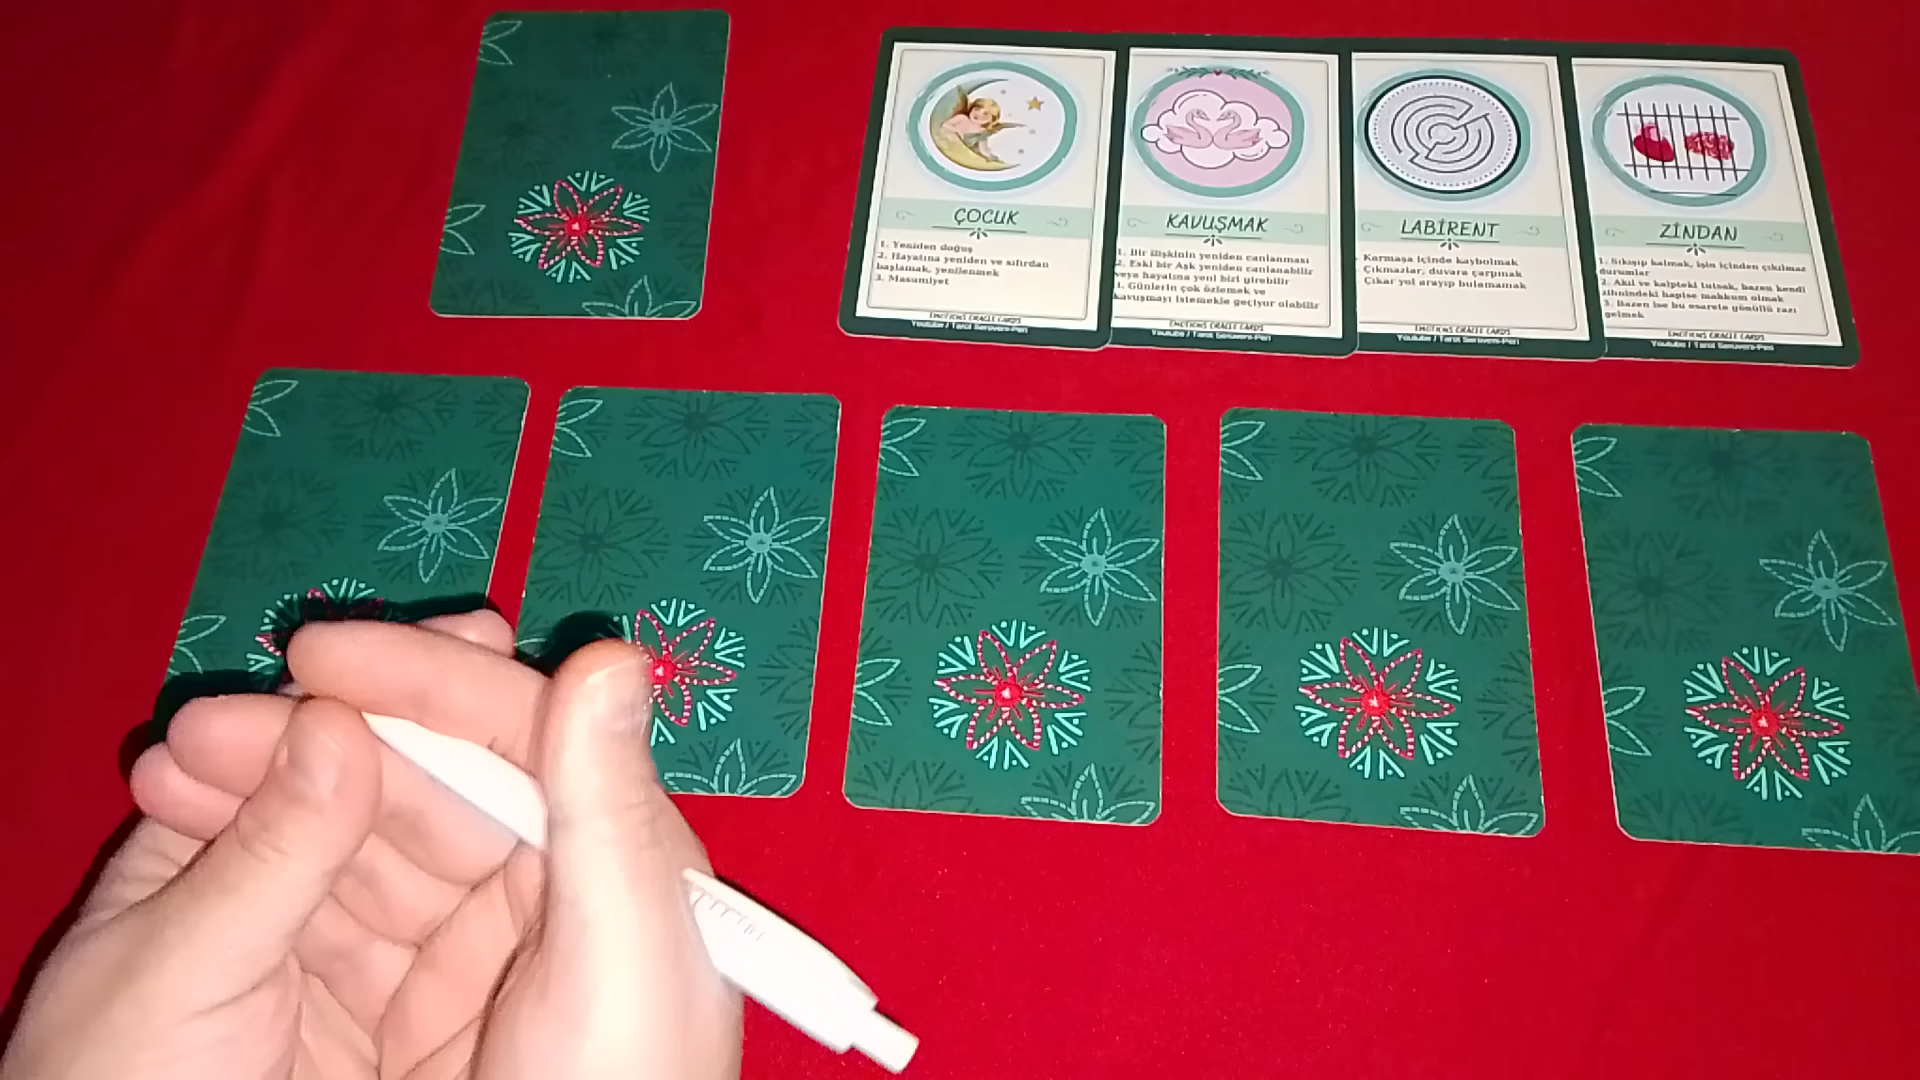 ÇOCUK
1. Yeniden doğuş
2. Hayatına yeniden ve sıfırdan
başlamak, yenilenmek
3. Masumiyet
EMOTIONS ORACLE CARDS
Youtube / Tarot Serüveni-Peri
KAVUŞMAK
1. Bir ilişkinin yeniden canlanması
2. Eski bir Aşk yeniden canlanabilir
veya hayatına yeni biri girebilir
3. Günlerin çok özlemek ve
kavuşmayı istemekle geçiyor olabilir
EMOTIONS ORACLE CARDS
Youtube / Tarot Serüveni-Peri
LABİRENT
Karmaşa içinde kaybolmak
Çıkmazlar, duvara çarpmak
Çıkar yol arayıp bulamamak
EMOTIONS ORACLE CARDS
Youtube / Tarot Serüveni-Peri
ZİNDAN
1. Sıkışıp kalmak, işin içinden çıkılmaz
durumlar
2. Akıl ve kalpteki tutsak, bazen kendi
zihnindeki hapise mahkum olmak
3. Bazen ise bu esarete gönüllü razı
gelmek
EMOTIONS ORACLE CARDS
Youtube / Tarot Serüveni-Peri